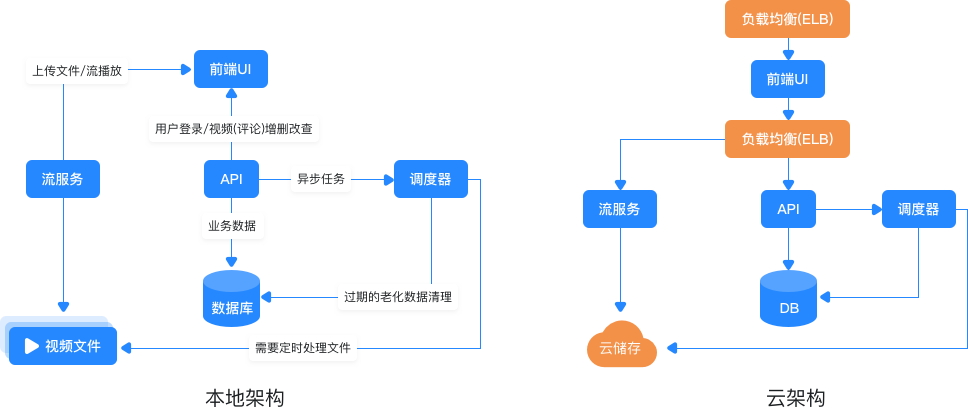 上传文件/流播放
前端UI
用户登录/视频(评论)增删改查
流服务
API
异步任务
调度器
业务数据
数据库
过期的老化数据清理
视频文件
需要定时处理文件
本地架构
负载均衡(ELB)
前端UI
负载均衡(ELB)
流服务
API
调度器
DB
云储存
云架构